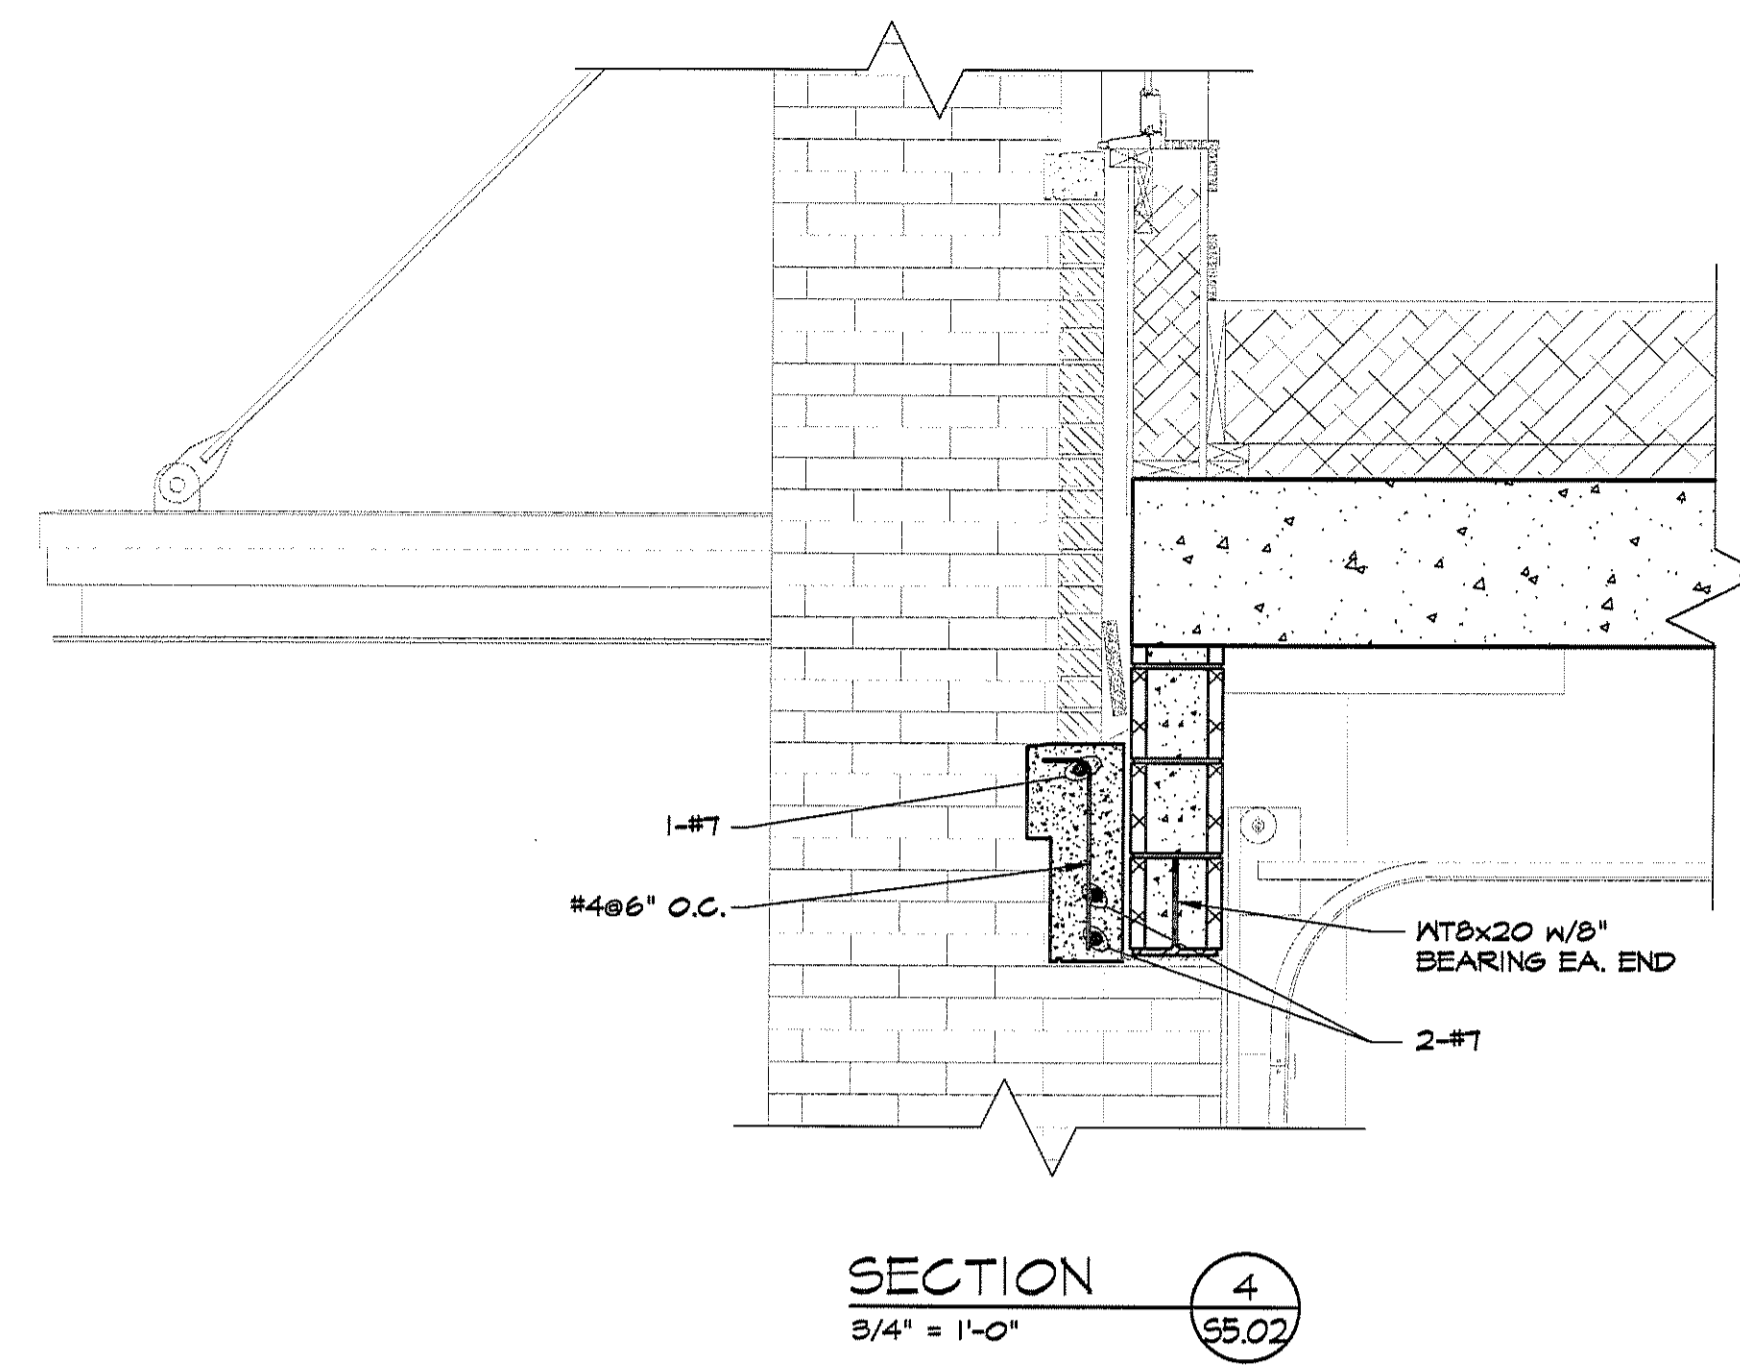 1-#7
#4@6" O.C.
WT8x20 W/8"
BEARING EA. END
2-#7
SECTION
3/4" = 1'-0"
4
S5.02